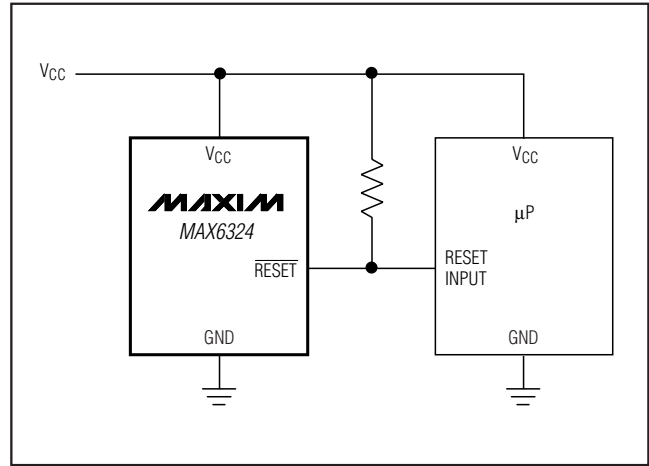 VCC
VCC
MAXIM
MAX6324
RESET
GND
VCC
μP
RESET
INPUT
GND